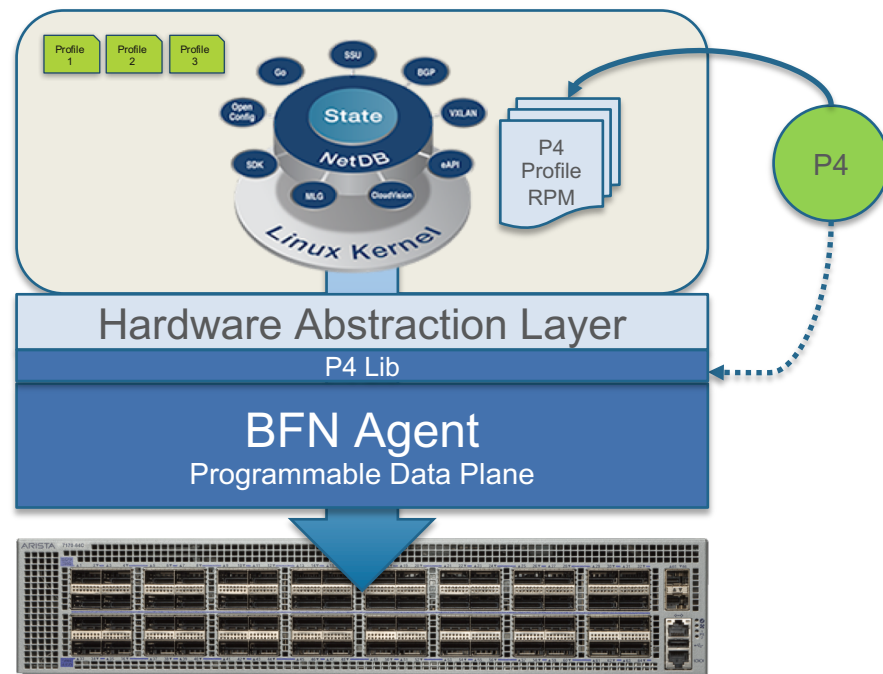 Profile
1
Profile
2
Profile
3
SSU
Go
BGP
Open
Config
State
VXLAN
NetDB
SDK
eAPI
MLG
CloudVision
Linux Kernel
P4
Profile
RPM
P4
Hardware Abstraction Layer
P4 Lib
BFN Agent
Programmable Data Plane
ARISTA